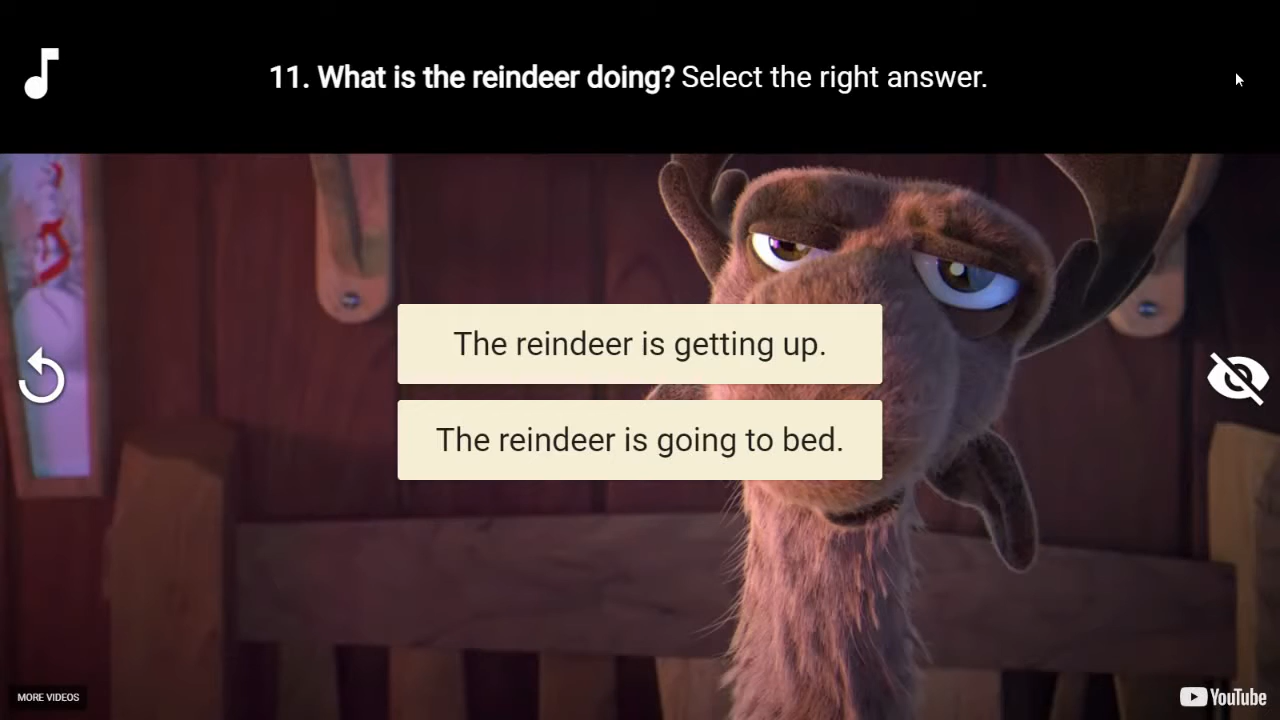 11. What is the reindeer doing? Select the right answer.
The reindeer is getting up.
The reindeer is going to bed.
MORE VIDEOS
YouTube